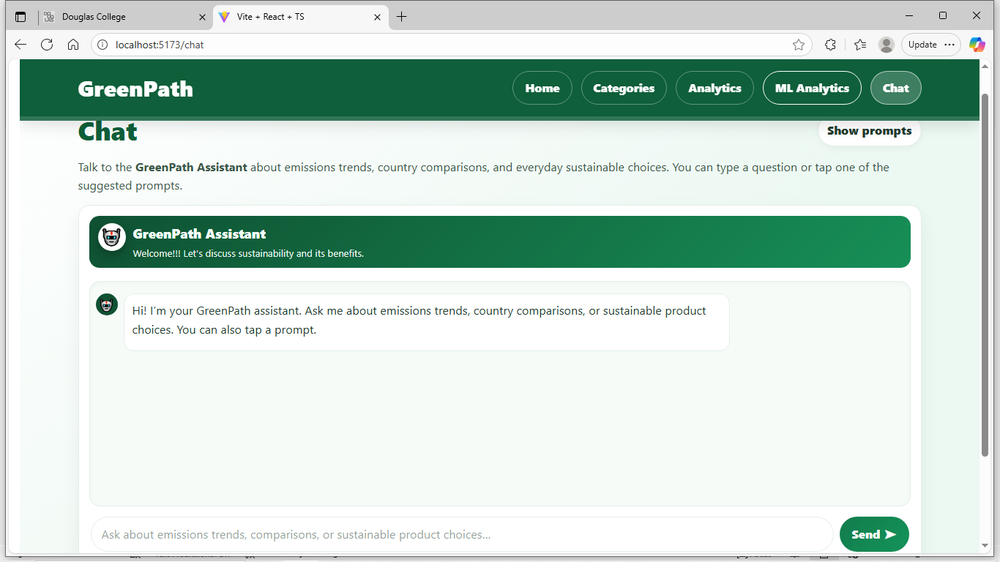 Douglas College
Vite + React + TS
localhost:5173/chat
Update
GreenPath
Home
Categories
Analytics
ML Analytics
Chat
Chat
Show prompts
Talk to the GreenPath Assistant about emissions trends, country comparisons, and everyday sustainable choices. You can type a question or tap one of the
suggested prompts.
GreenPath Assistant
Welcome!!! Let's discuss sustainability and its benefits.
Hi! I’m your GreenPath assistant. Ask me about emissions trends, country comparisons, or sustainable product
choices. You can also tap a prompt.
Ask about emissions trends, comparisons, or sustainable product choices...
Send